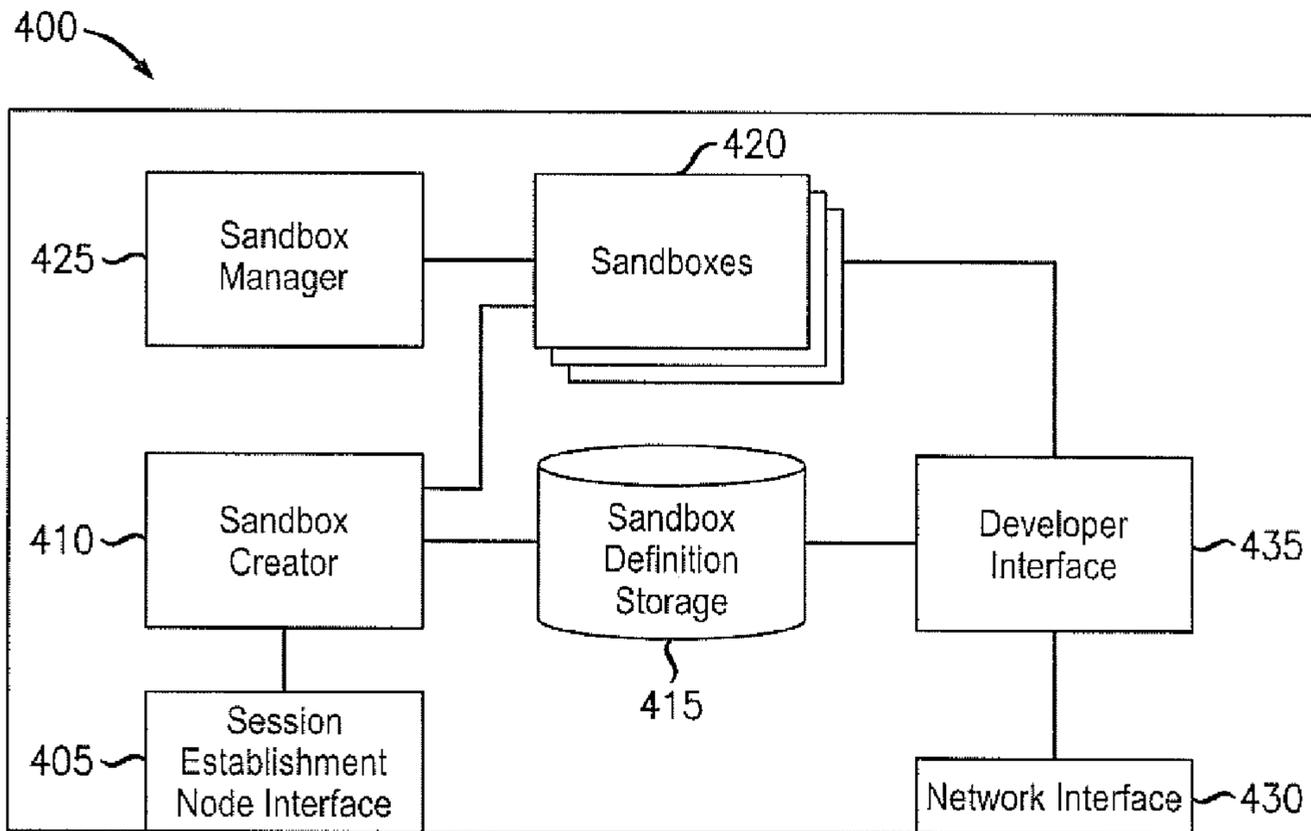 400
420
Sandbox
Manager
425
Sandboxes
Sandbox
Creator
410
Sandbox
Definition
Storage
415
Developer
Interface
435
Session
Establishment
Node Interface
405
Network Interface
430